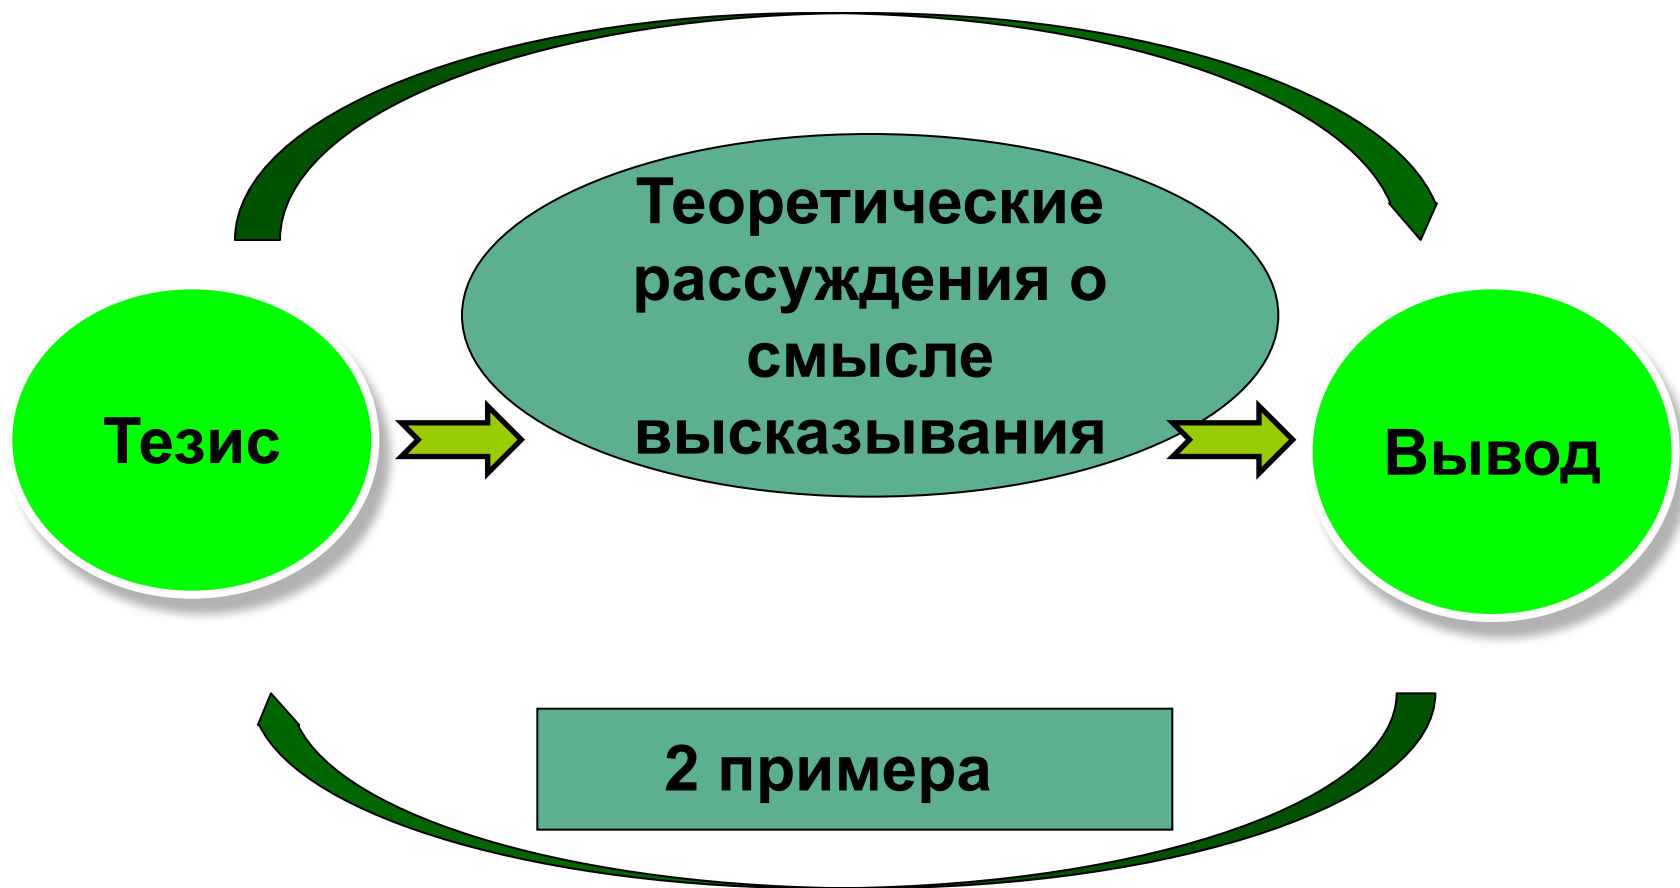 Тезис
Теоретические
рассуждения о
смысле
высказывания
Вывод
2 примера